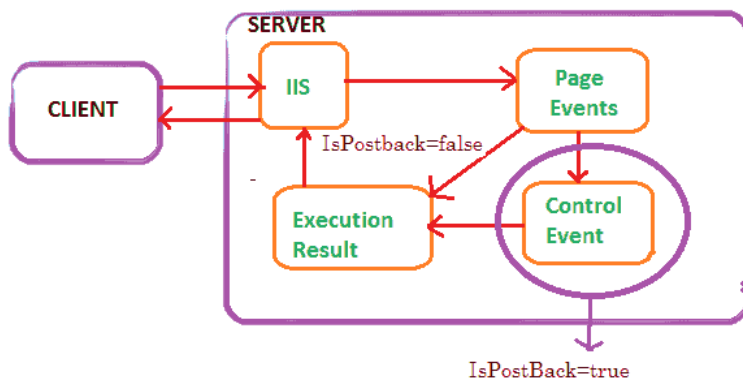 SERVER
CLIENT
IIS
Page
Events
IsPostback=false
Execution
Result
Control
Event
IsPostBack=true